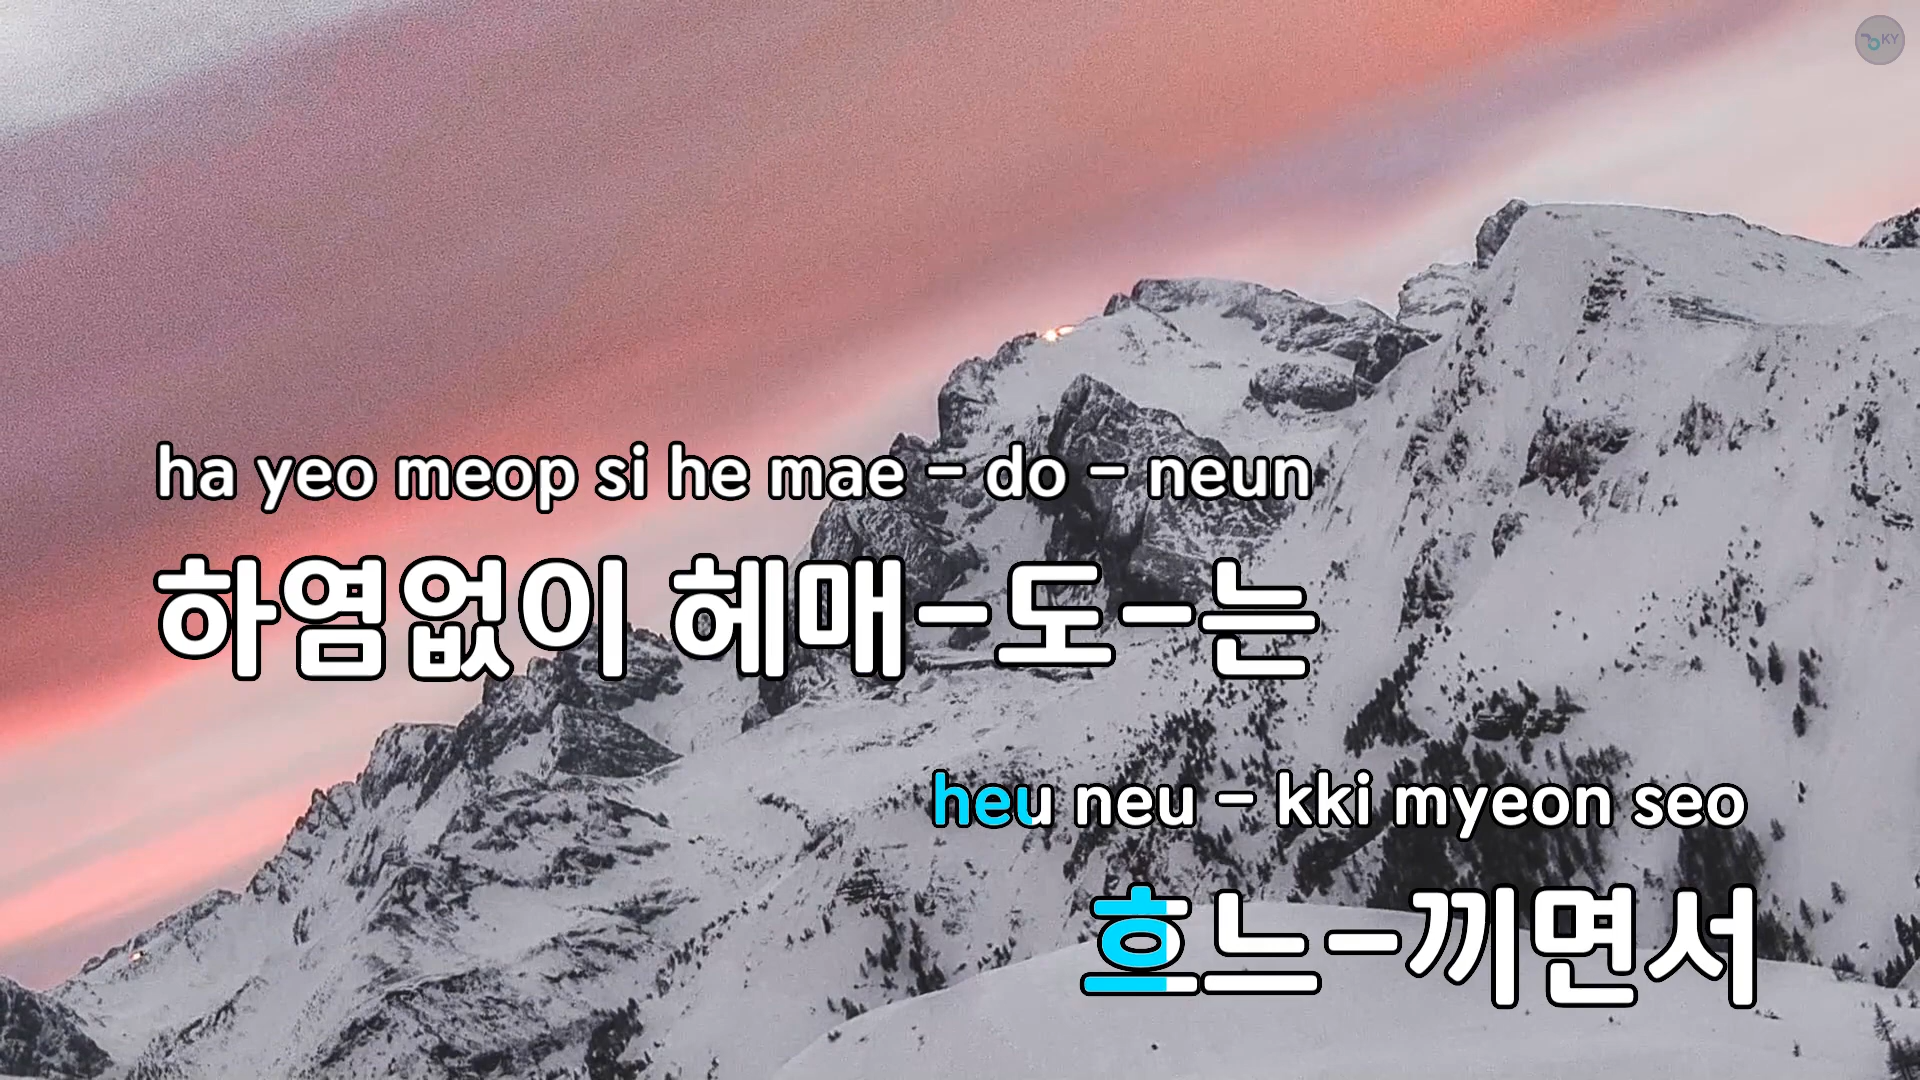 KY
ha yeo meop si he mae - do - neun
하염없이 헤매-도-는
heu neu - kki myeon seo
흐느-끼면서